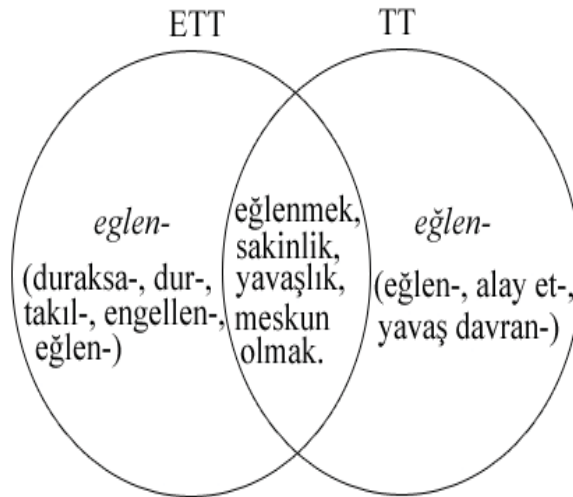 ETT
TT
eglen-
(duraksa-, dur-,
takıl-, engellen-,
eğlen-)
eğlenmek,
sakinlik,
yavaşlık,
meskun
olmak.
eğlen-
(eğlen-, alay et-,
yavaş davran-)